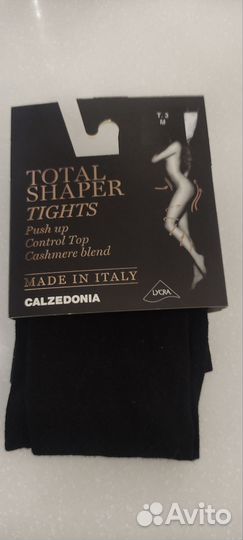 T. 3
M
TOTAL
SHAPER
TIGHTS
Push up
Control Top
Cashmere blend
MADE IN ITALY
CALZEDONIA
LYCRA
Avito